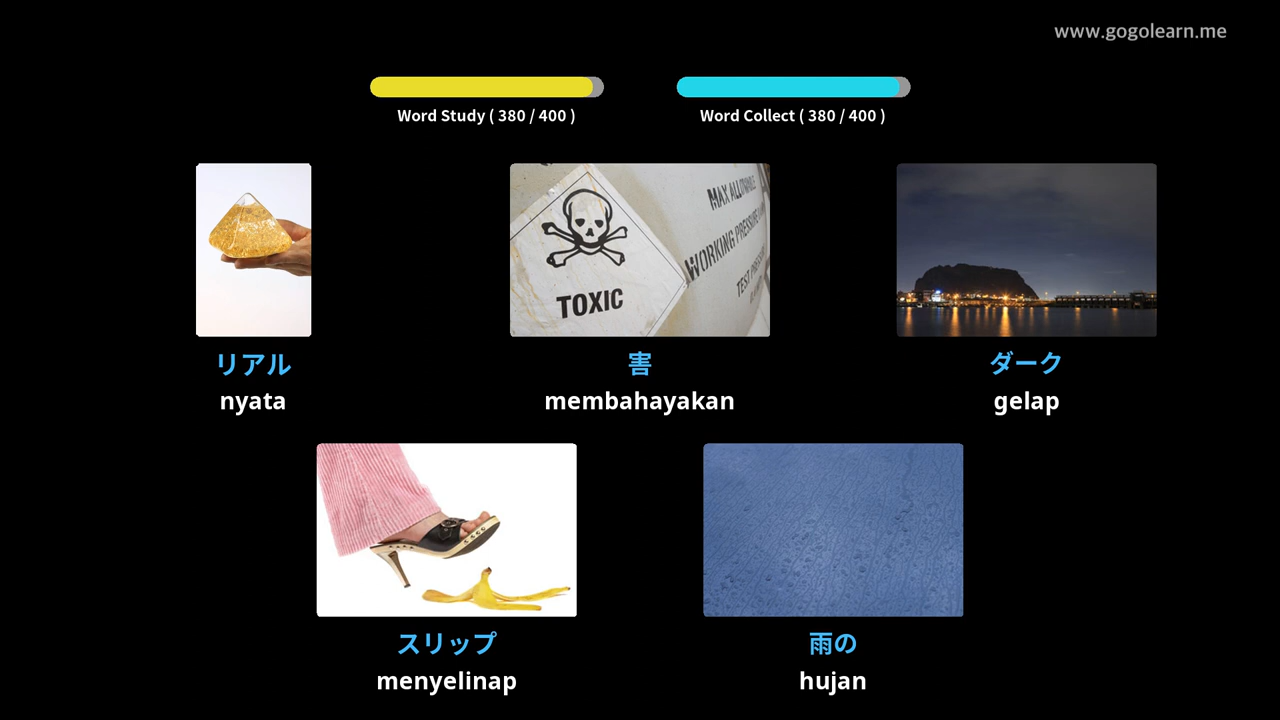 www.gogolearn.me
Word Study ( 380 / 400 )
Word Collect ( 380 / 400 )
TOXIC
MAX ALLOWABLE
WORKING PRESSURE
TEST
リアル
nyata
害
membahayakan
ダーク
gelap
スリップ
menyelinap
雨の
hujan